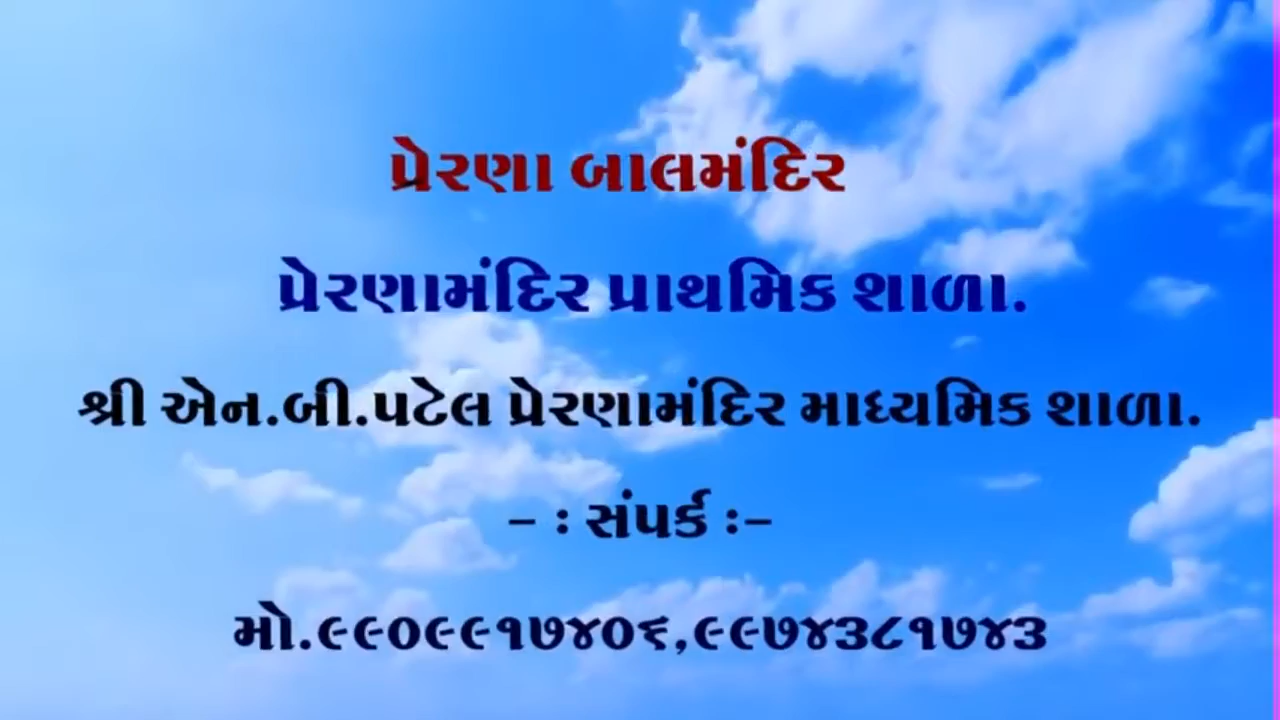 પ્રેરણા બાલમંદિર
પ્રેરણામંદિર પ્રાથમિક શાળા.
શ્રી એન.બી.પટેલ પ્રેરણામંદિર માધ્યમિક શાળા.
- : સંપર્ક :-
મો.૯૯૦૯૯૧૭૪૦૬,૯૯૭૪૩૮૧૭૪૩